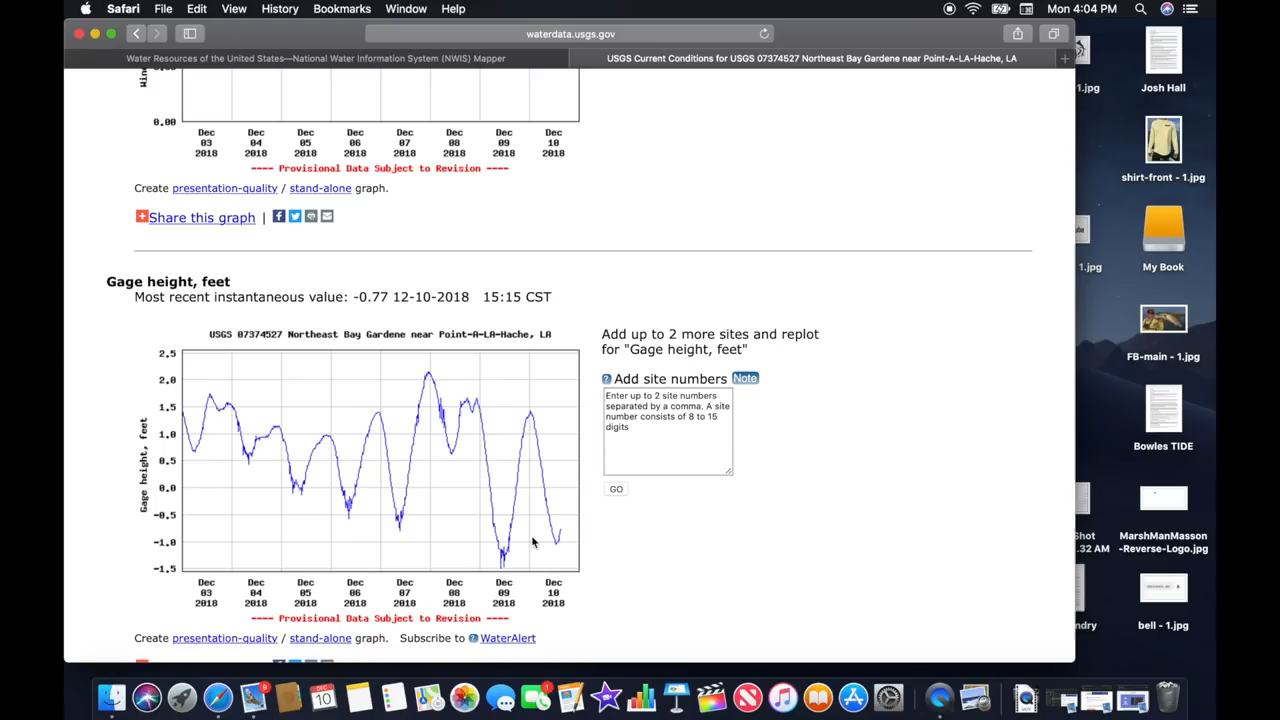 Safari File Edit View History Bookmarks Window Help Mon 4:04 PM
waterdata.usgs.gov
Water Resources of the United States—National Water Information System (NWIS) Mapper
USGS Current Conditions for USGS 07374527 Northeast Bay Gardene near Point-A-LA-Hache, LA
0.00
Dec Dec Dec Dec Dec Dec Dec Dec
03 04 05 06 07 08 09 10
2018 2018 2018 2018 2018 2018 2018 2018
---- Provisional Data Subject to Revision ----
Create presentation-quality / stand-alone graph.
Share this graph |
Gage height, feet
Most recent instantaneous value: -0.77 12-10-2018 15:15 CST
USGS 07374527 Northeast Bay Gardene near Point-A-LA-Hache, LA
Gage height, feet
2.5
2.0
1.5
1.0
0.5
0.0
-0.5
-1.0
-1.5
Dec Dec Dec Dec Dec Dec Dec Dec
03 04 05 06 07 08 09 10
2018 2018 2018 2018 2018 2018 2018 2018
---- Provisional Data Subject to Revision ----
Create presentation-quality / stand-alone graph. Subscribe to ? WaterAlert
Add up to 2 more sites and replot
for "Gage height, feet"
? Add site numbers Note
Enter up to 2 site numbers
separated by a comma. A site
number consists of 8 to 15
digits
GO
1.jpg
Josh Hall
shirt-front - 1.jpg
1.jpg
My Book
FB-main - 1.jpg
Bowles TIDE
Shot
.32 AM
MarshManMasson
-Reverse-Logo.jpg
ndry
bell - 1.jpg
9
DEC
10
1